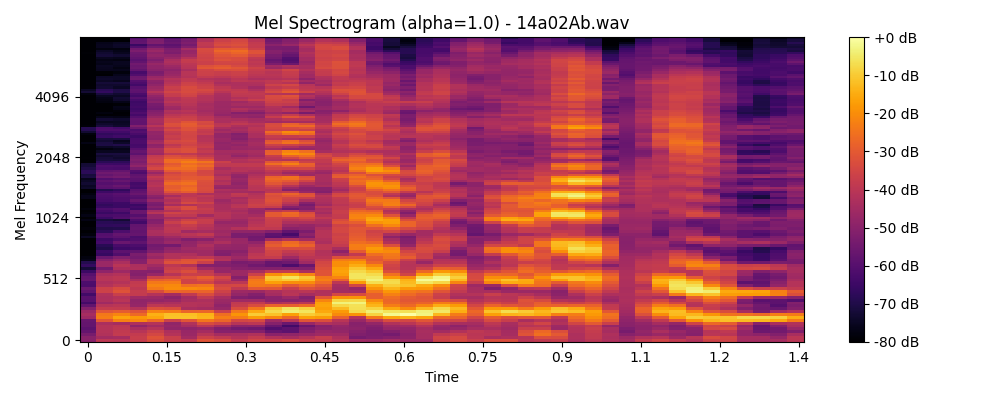 Mel Spectrogram (alpha=1.0) - 14a02Ab.wav
Mel Frequency
4096
2048
1024
512
0
0 0.15 0.3 0.45 0.6 0.75 0.9 1.1 1.2 1.4
Time
+0 dB
-10 dB
-20 dB
-30 dB
-40 dB
-50 dB
-60 dB
-70 dB
-80 dB